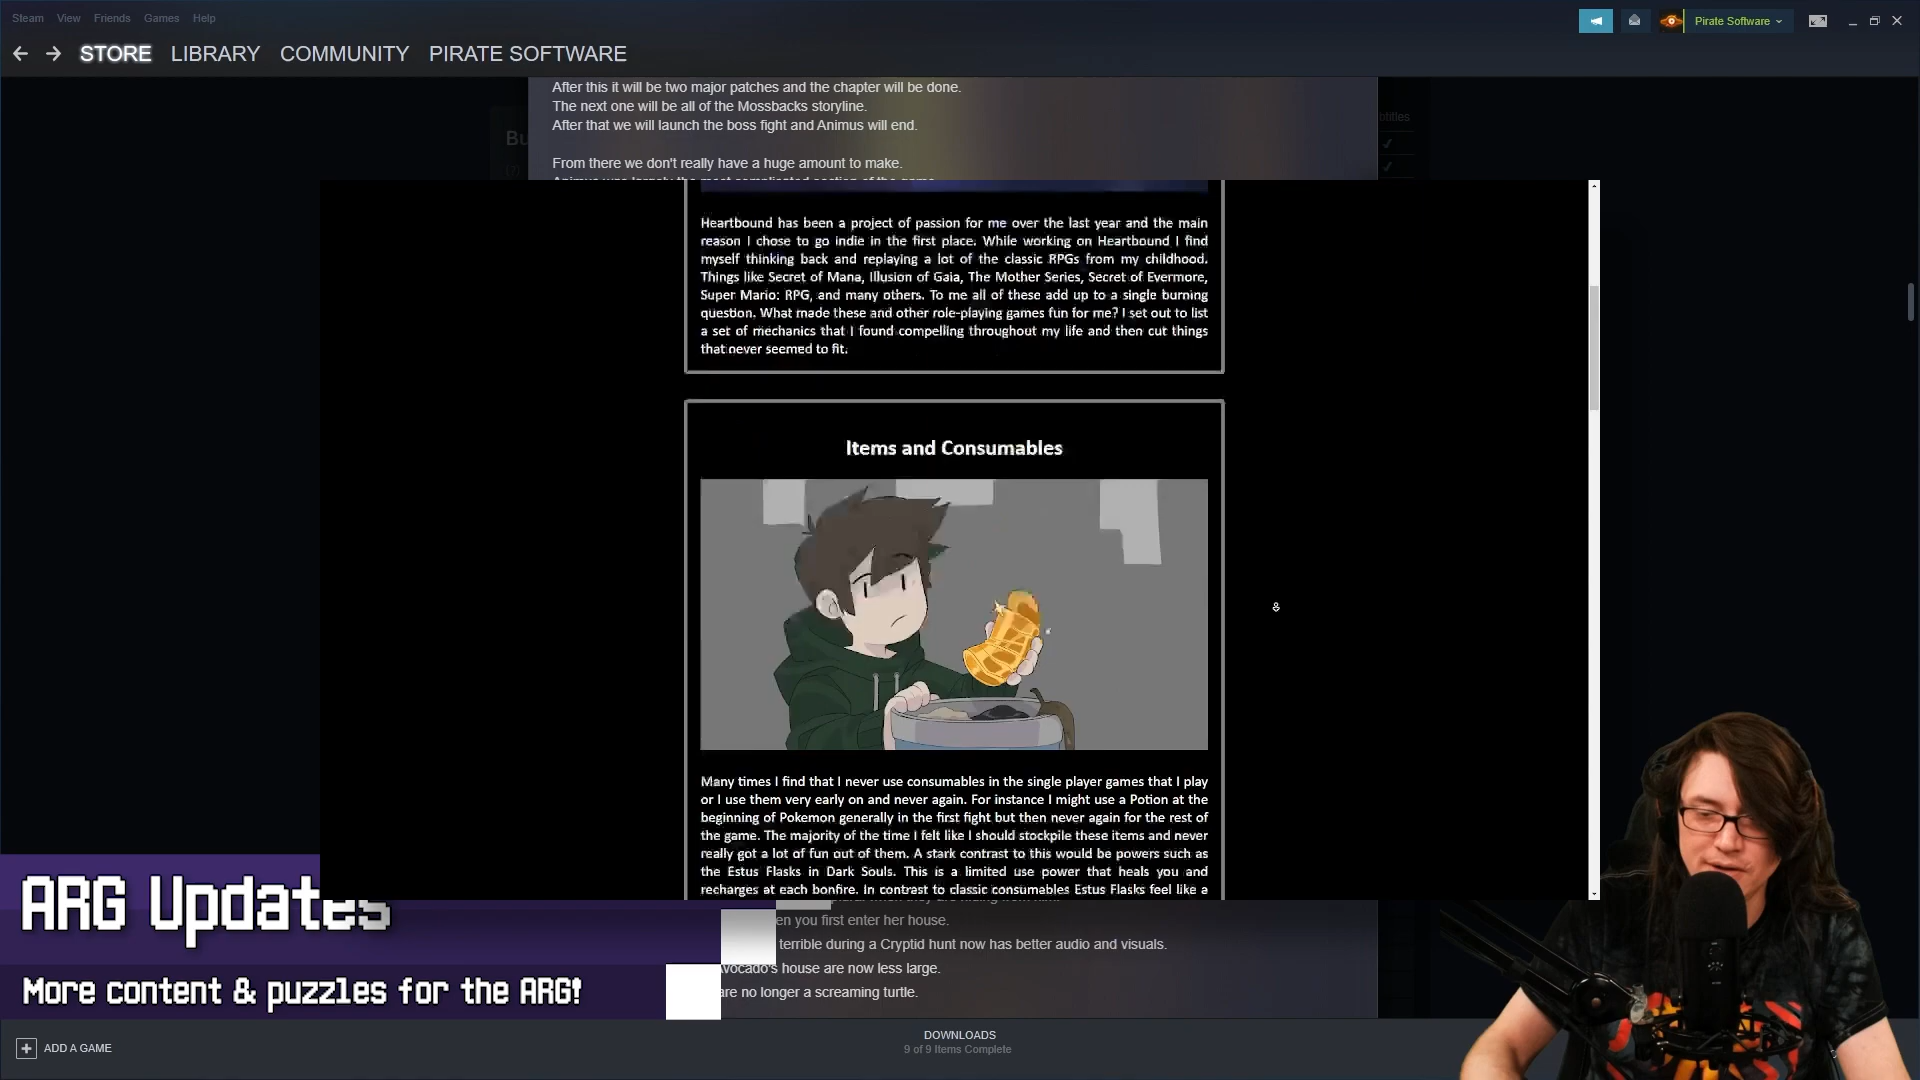 Steam View Friends Games Help
Pirate Software
STORE LIBRARY COMMUNITY PIRATE SOFTWARE
After this it will be two major patches and the chapter will be done.
The next one will be all of the Mossbacks storyline.
After that we will launch the boss fight and Animus will end.
From there we don't really have a huge amount to make.
Heartbound has been a project of passion for me over the last year and the main
reason I chose to go indie in the first place. While working on Heartbound I find
myself thinking back and replaying a lot of the classic RPGs from my childhood.
Things like Secret of Mana, Illusion of Gaia, The Mother Series, Secret of Evermore,
Super Mario: RPG, and many others. To me all of these add up to a single burning
question. What made these and other role-playing games fun for me? I set out to list
a set of mechanics that I found compelling throughout my life and then cut things
that never seemed to fit.
Items and Consumables
Many times I find that I never use consumables in the single player games that I play
or I use them very early on and never again. For instance I might use a Potion at the
beginning of Pokemon generally in the first fight but then never again for the rest of
the game. The majority of the time I felt like I should stockpile these items and never
really got a lot of fun out of them. A stark contrast to this would be powers such as
the Estus Flasks in Dark Souls. This is a limited use power that heals you and
recharges at each bonfire. In contrast to classic consumables Estus Flasks feel like a
en you first enter her house.
terrible during a Cryptid hunt now has better audio and visuals.
Avocado's house are now less large.
are no longer a screaming turtle.
ARG Updates
More content & puzzles for the ARG!
ADD A GAME
DOWNLOADS
9 of 9 Items Complete